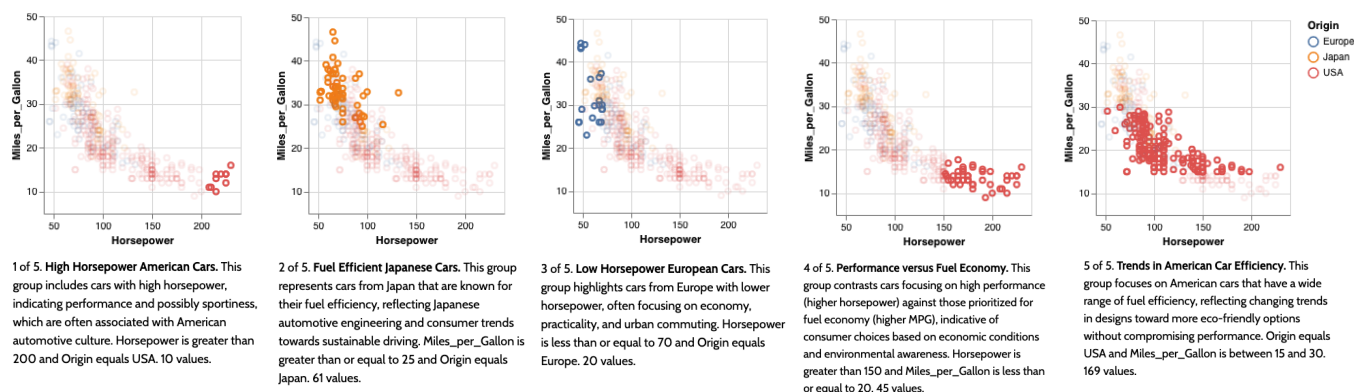 50
40
30
20
10
Miles_per_Gallon
50
100
150
200
Horsepower
1 of 5. High Horsepower American Cars. This
group includes cars with high horsepower,
indicating performance and possibly sportiness,
which are often associated with American
automotive culture. Horsepower is greater than
200 and Origin equals USA. 10 values.
50
40
30
20
10
Miles_per_Gallon
50
100
150
200
Horsepower
2 of 5. Fuel Efficient Japanese Cars. This group
represents cars from Japan that are known for
their fuel efficiency, reflecting Japanese
automotive engineering and consumer trends
towards sustainable driving. Miles_per_Gallon is
greater than or equal to 25 and Origin equals
Japan. 61 values.
50
40
30
20
10
Miles_per_Gallon
50
100
150
200
Horsepower
3 of 5. Low Horsepower European Cars. This
group highlights cars from Europe with lower
horsepower, often focusing on economy,
practicality, and urban commuting. Horsepower
is less than or equal to 70 and Origin equals
Europe. 20 values.
50
40
30
20
10
Miles_per_Gallon
50
100
150
200
Horsepower
4 of 5. Performance versus Fuel Economy. This
group contrasts cars focusing on high performance
(higher horsepower) against those prioritized for
fuel economy (higher MPG), indicative of
consumer choices based on economic conditions
and environmental awareness. Horsepower is
greater than 150 and Miles_per_Gallon is less than
or equal to 20. 45 values.
50
40
30
20
10
Miles_per_Gallon
50
100
150
200
Horsepower
5 of 5. Trends in American Car Efficiency. This
group focuses on American cars that have a wide
range of fuel efficiency, reflecting changing trends
in designs toward more eco-friendly options
without compromising performance. Origin equals
USA and Miles_per_Gallon is between 15 and 30.
169 values.
Origin
Europe
Japan
USA